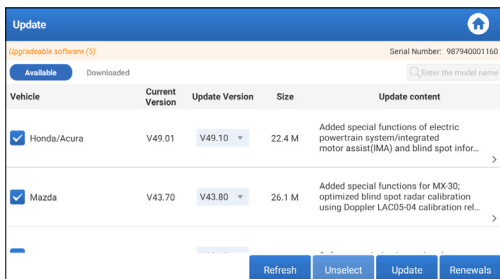 Update
Upgradeable software (5)
Serial Number: 987940001160
Available
Downloaded
Enter the model name
Vehicle
Current
Version
Update Version
Size
Update content
Honda/Acura
V49.01
V49.10
22.4 M
Added special functions of electric
powertrain system/integrated
motor assist(IMA) and blind spot infor...
Mazda
V43.70
V43.80
26.1 M
Added special functions for MX-30;
optimized blind spot radar calibration
using Doppler LAC05-04 calibration rel...
Refresh
Unselect
Update
Renewals